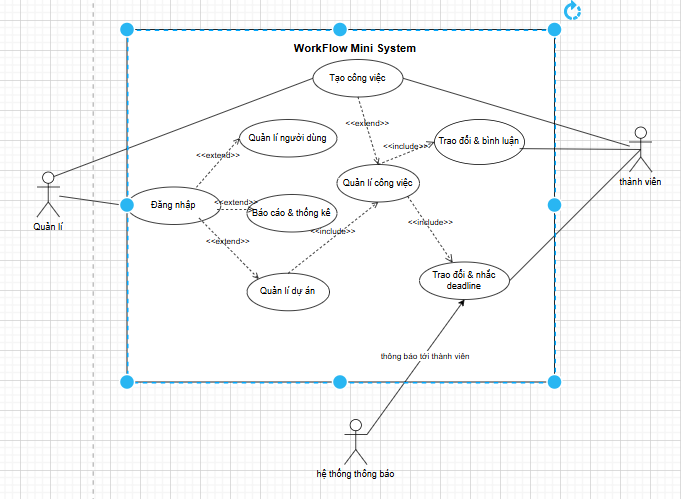 WorkFlow Mini System
Tạo công việc
<<extend>>
Quản lí người dùng
<<include>>
Trao đổi & bình luận
<<extend>>
Quản lí công việc
thành viên
Đăng nhập
<<extend>>
Báo cáo & thống kê
Quản lí
<<extend>>
<<include>>
<<include>>
Trao đổi & nhắc
deadline
Quản lí dự án
thông báo tới thành viên
hệ thống thông báo